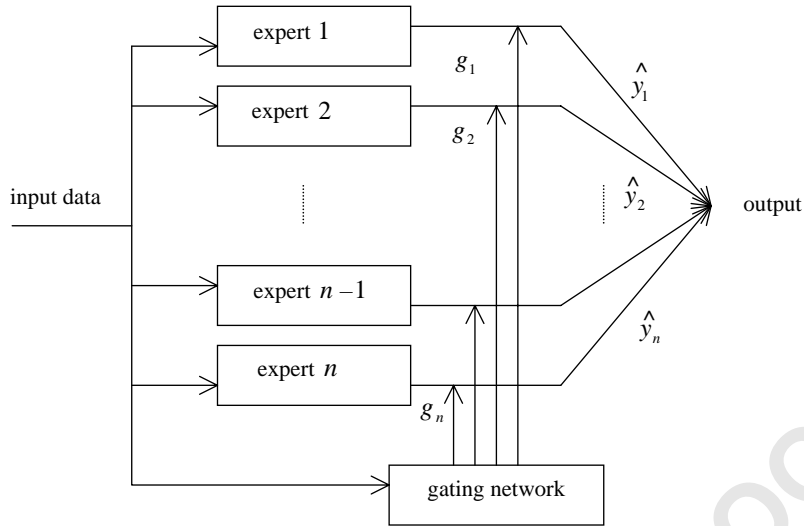 expert 1
g₁
ŷ₁
expert 2
g₂
input data
ŷ₂
output
expert n –1
expert n
ŷₙ
gₙ
gating network